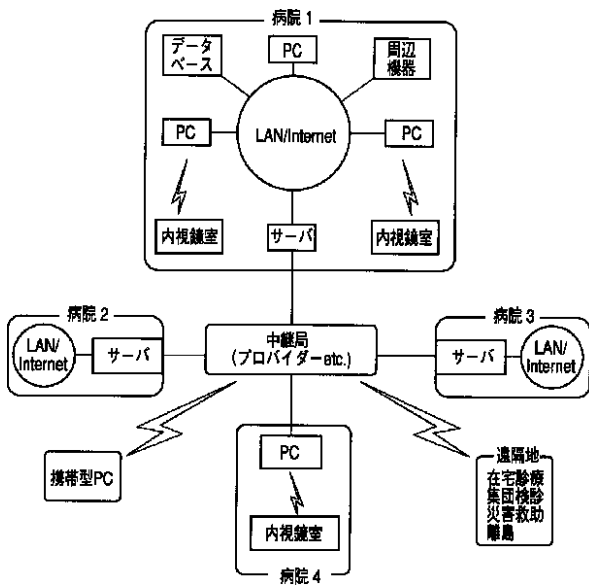 病院 1
データ
ベース
PC
周辺
機器
PC
LAN/Internet
PC
内視鏡室
サーバ
内視鏡室
病院 2
LAN/
Internet
サーバ
中継局
(プロバイダーetc.)
病院 3
サーバ
LAN/
Internet
携帯型PC
PC
内視鏡室
病院 4
遠隔地
在宅診療
集団検診
災害救助
離島